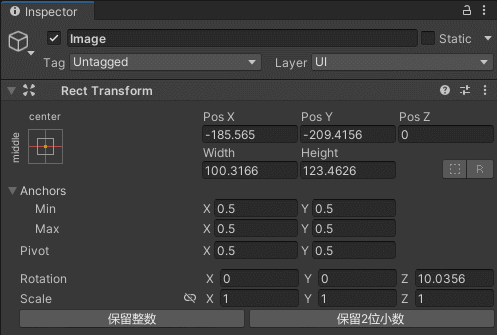 Inspector
Image
Static
Tag Untagged Layer UI
Rect Transform
center
middle
Pos X Pos Y Pos Z
-185.565 -209.4156 0
Width Height
100.3166 123.4626
R
Anchors
Min X 0.5 Y 0.5
Max X 0.5 Y 0.5
Pivot X 0.5 Y 0.5
Rotation X 0 Y 0 Z 10.0356
Scale X 1 Y 1 Z 1
保留整数 保留2位小数